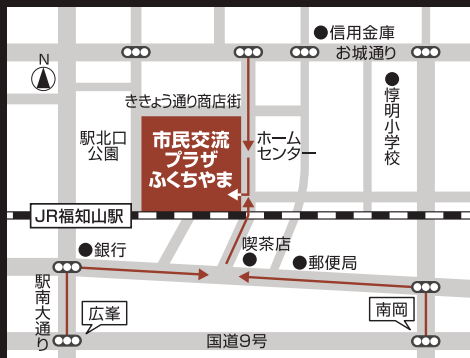 信用金庫
お城通り
N
ききょう通り商店街
駅北口
公園
市民交流
プラザ
ふくちやま
ホーム
センター
惇明小学校
JR福知山駅
銀行
喫茶店
郵便局
駅南大通り
広峯
南岡
国道9号